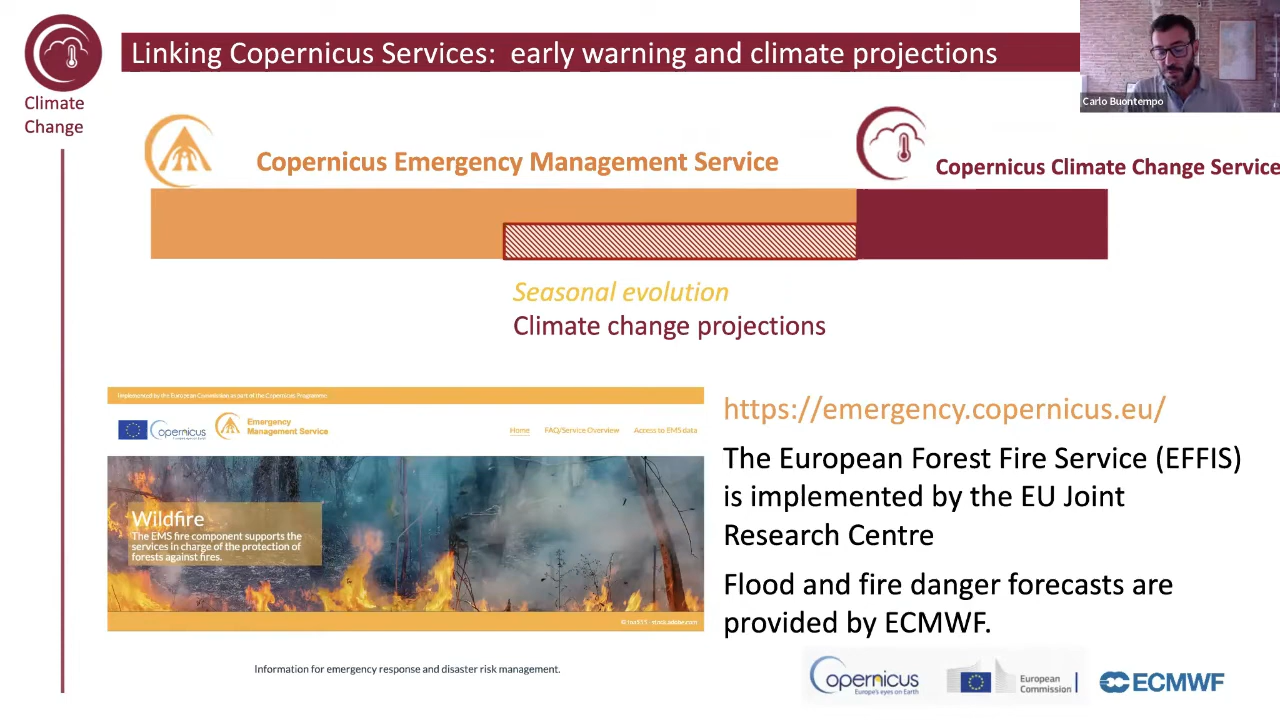 Linking Copernicus Services: early warning and climate projections
Carlo Buontempo
Climate
Change
Copernicus Emergency Management Service
Copernicus Climate Change Service
Seasonal evolution
Climate change projections
Implemented by the European Commission as part of the Copernicus Programme
opernicus
Emergency
Management Service
Home FAQ/Service Overview Access to EMS data
Wildfire
The EMS fire component supports the
services in charge of the protection of
forests against fires.
stock.adobe.com
Information for emergency response and disaster risk management.
https://emergency.copernicus.eu/
The European Forest Fire Service (EFFIS)
is implemented by the EU Joint
Research Centre
Flood and fire danger forecasts are
provided by ECMWF.
opernicus
Europe's eyes on Earth
European
Commission
ECMWF